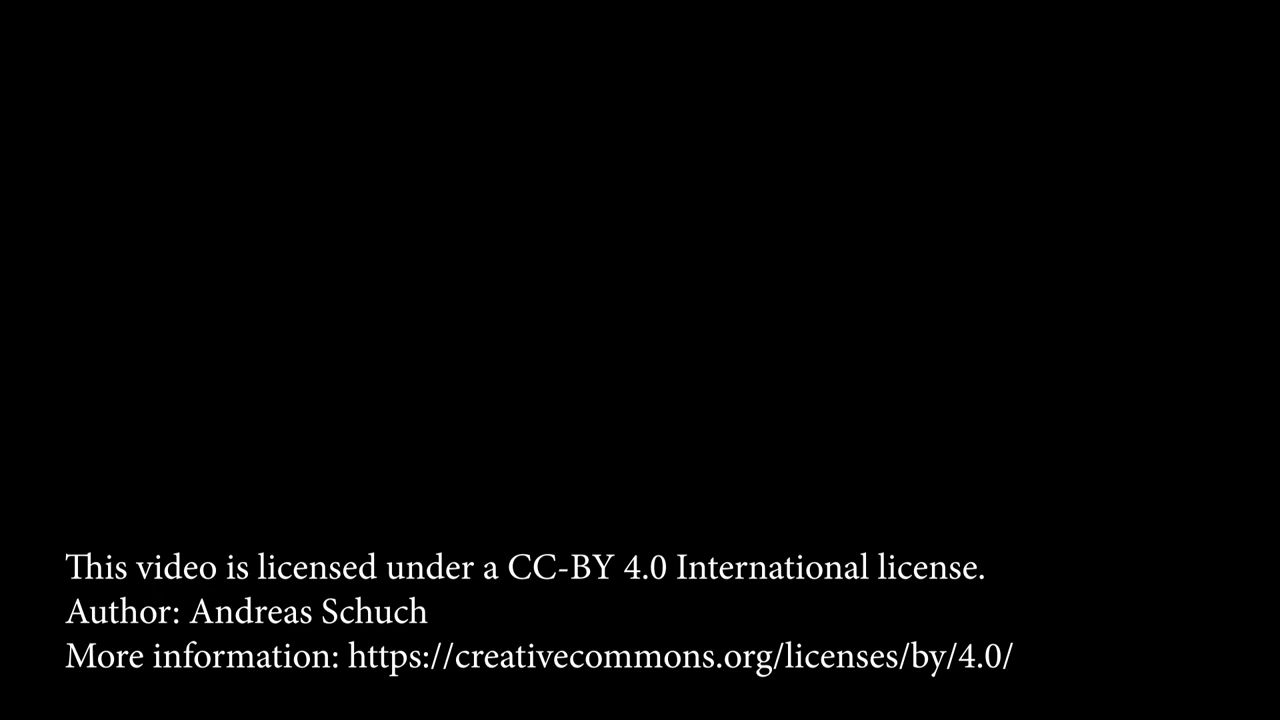 This video is licensed under a CC-BY 4.0 International license.
Author: Andreas Schuch
More information: https://creativecommons.org/licenses/by/4.0/